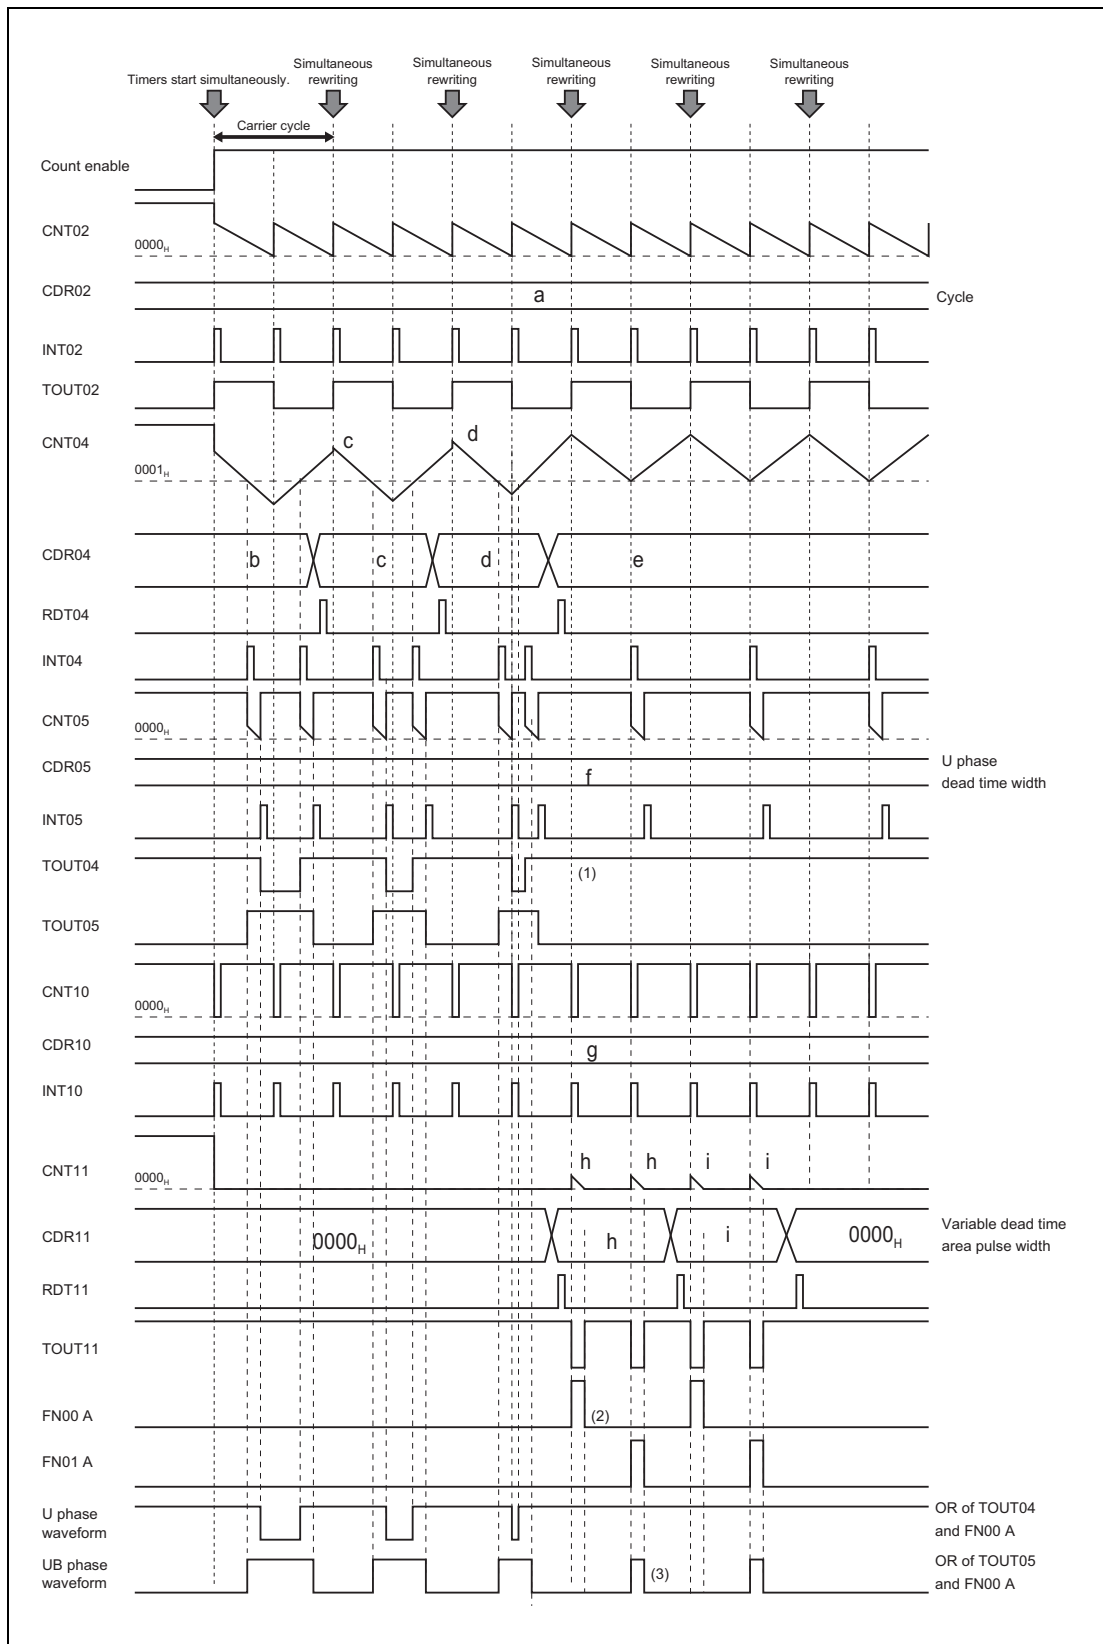 Timers start simultaneously.
Simultaneous
rewriting
Simultaneous
rewriting
Simultaneous
rewriting
Simultaneous
rewriting
Simultaneous
rewriting
Carrier cycle
Count enable
CNT02
0000H
CDR02
a
Cycle
INT02
TOUT02
CNT04
c
d
0001H
CDR04
b
c
d
e
RDT04
INT04
CNT05
0000H
CDR05
f
U phase
dead time width
INT05
TOUT04
(1)
TOUT05
CNT10
0000H
CDR10
g
INT10
CNT11
0000H
h
h
i
i
CDR11
0000H
h
i
0000H
Variable dead time
area pulse width
RDT11
TOUT11
FN00 A
(2)
FN01 A
U phase
waveform
OR of TOUT04
and FN00 A
UB phase
waveform
(3)
OR of TOUT05
and FN00 A